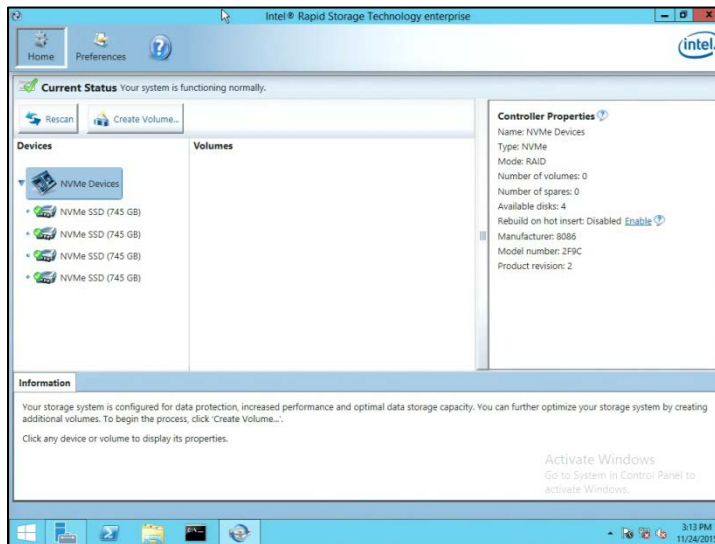 Intel® Rapid Storage Technology enterprise
Home
Preferences
intel
Current Status Your system is functioning normally.
Rescan
Create Volume...
Devices
NVMe Devices
NVMe SSD (745 GB)
NVMe SSD (745 GB)
NVMe SSD (745 GB)
NVMe SSD (745 GB)
Volumes
Controller Properties
Name: NVMe Devices
Type: NVMe
Mode: RAID
Number of volumes: 0
Number of spares: 0
Available disks: 4
Rebuild on hot insert: Disabled Enable
Manufacturer: 8086
Model number: 2F9C
Product revision: 2
Information
Your storage system is configured for data protection, increased performance and optimal data storage capacity. You can further optimize your storage system by creating
additional volumes. To begin the process, click 'Create Volume...'.
Click any device or volume to display its properties.
Activate Windows
Go to System in Control Panel to
activate Windows.
3:13 PM
11/24/201